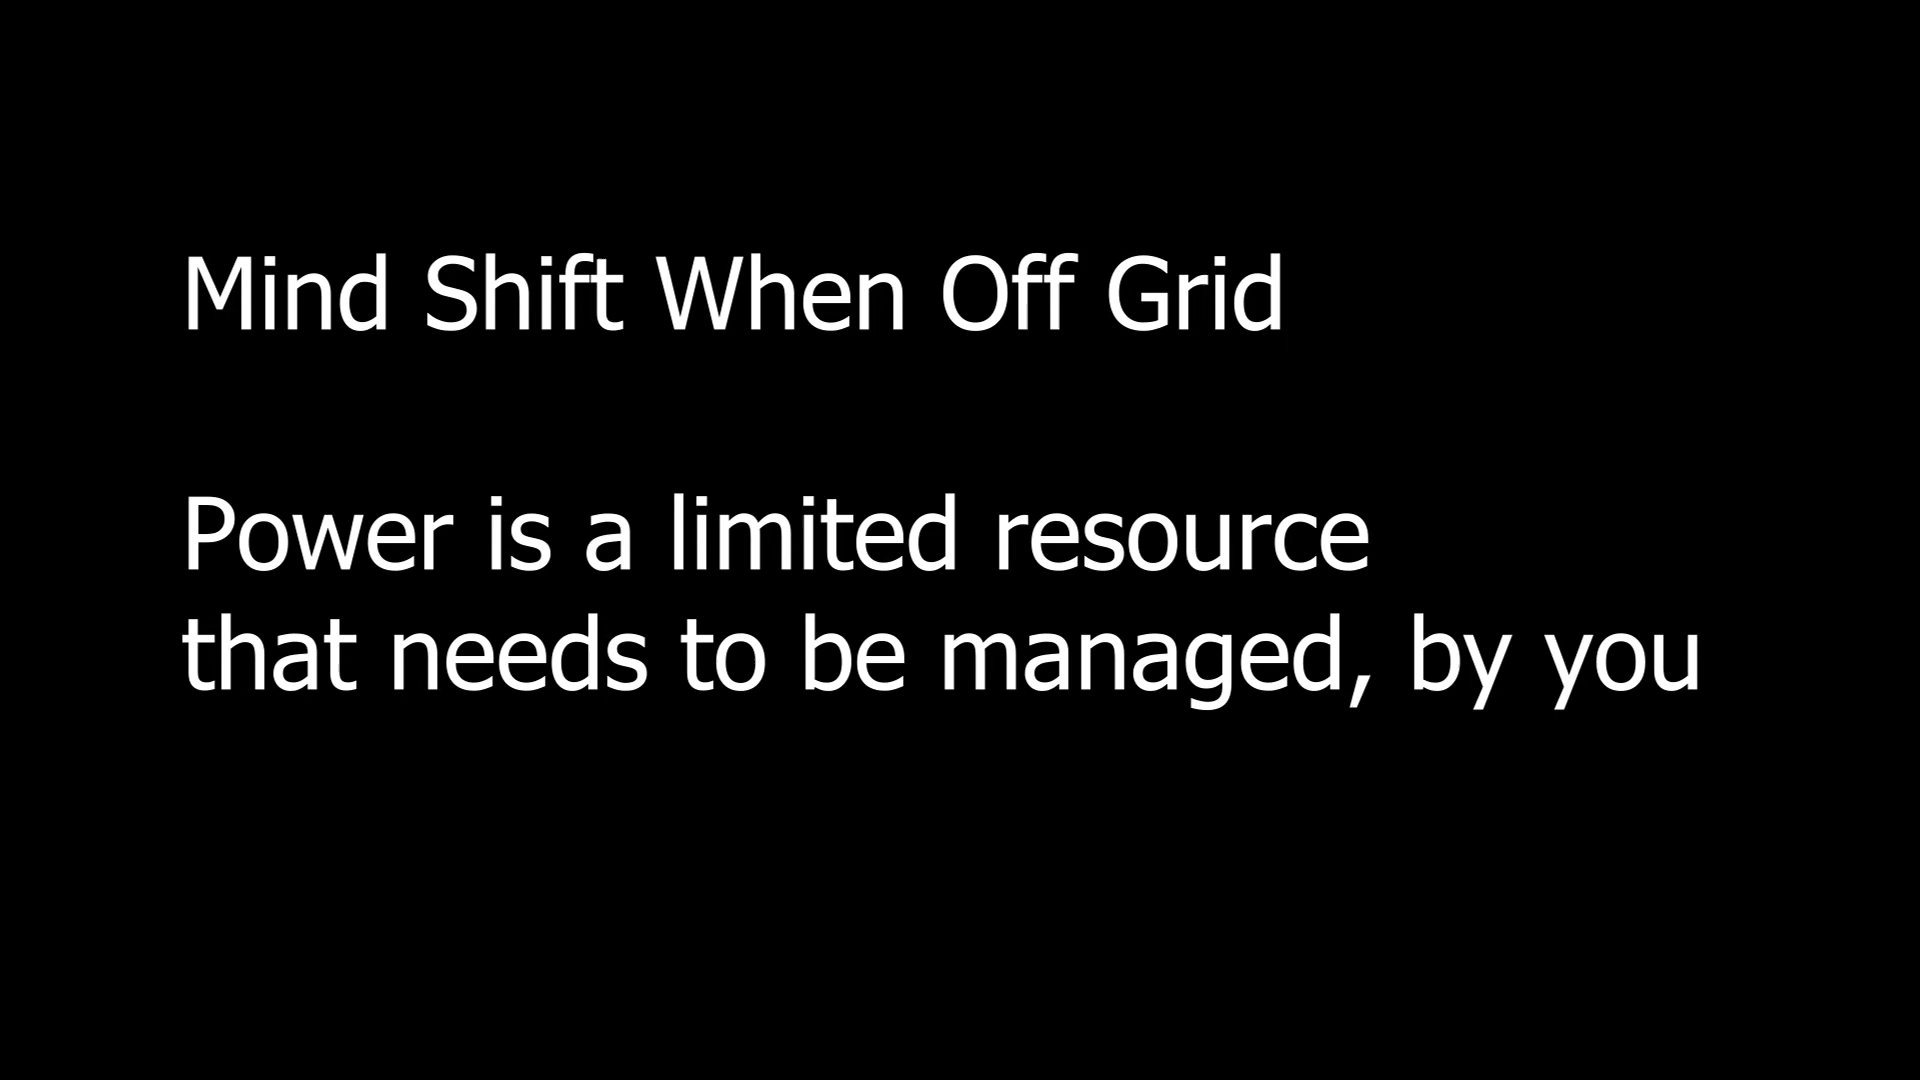 Mind Shift When Off Grid
Power is a limited resource
that needs to be managed, by you